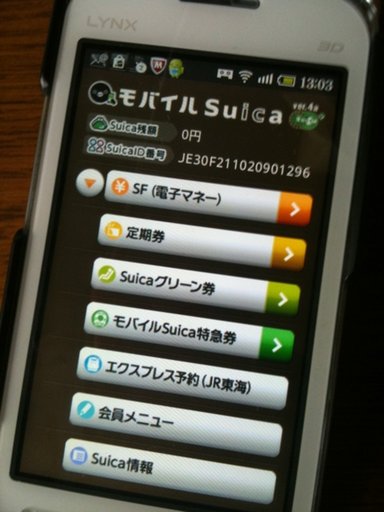 LYNX
3D
13:03
モバイルSuica
ver.4a
Suica残額 0円
SuicaID番号 JE30F211020901296
SF(電子マネー)
定期券
Suicaグリーン券
モバイルSuica特急券
エクスプレス予約(JR東海)
会員メニュー
Suica情報